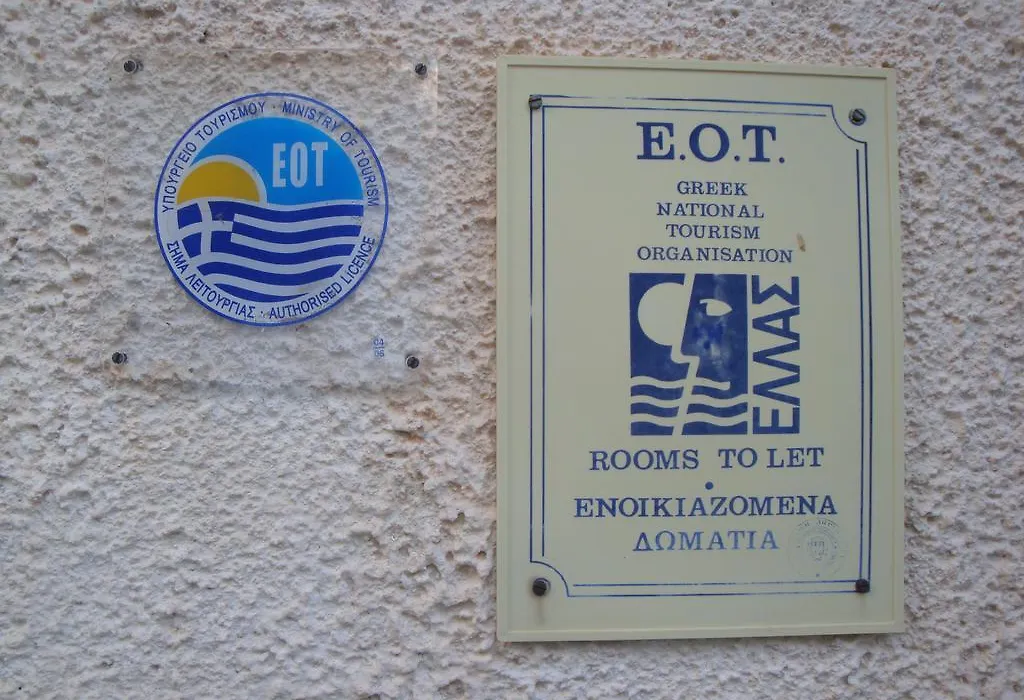 ΥΠΟΥΡΓΕΙΟ ΤΟΥΡΙΣΜΟΥ · MINISTRY OF TOURISM
EOT
ΣΗΜΑ ΛΕΙΤΟΥΡΓΙΑΣ · AUTHORISED LICENCE
E.O.T.
GREEK
NATIONAL
TOURISM
ORGANISATION
ΕΛΛΑΣ
ROOMS TO LET
•
ΕΝΟΙΚΙΑΖΟΜΕΝΑ
ΔΩΜΑΤΙΑ